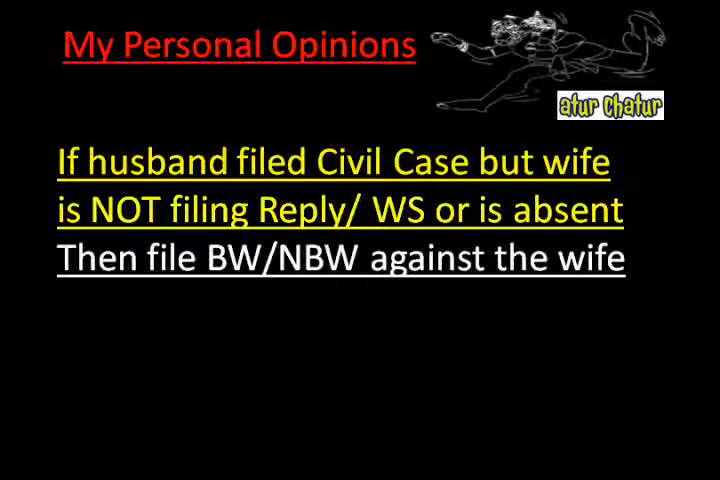 My Personal Opinions
atur chatur
If husband filed Civil Case but wife
is NOT filing Reply/ WS or is absent
Then file BW/NBW against the wife